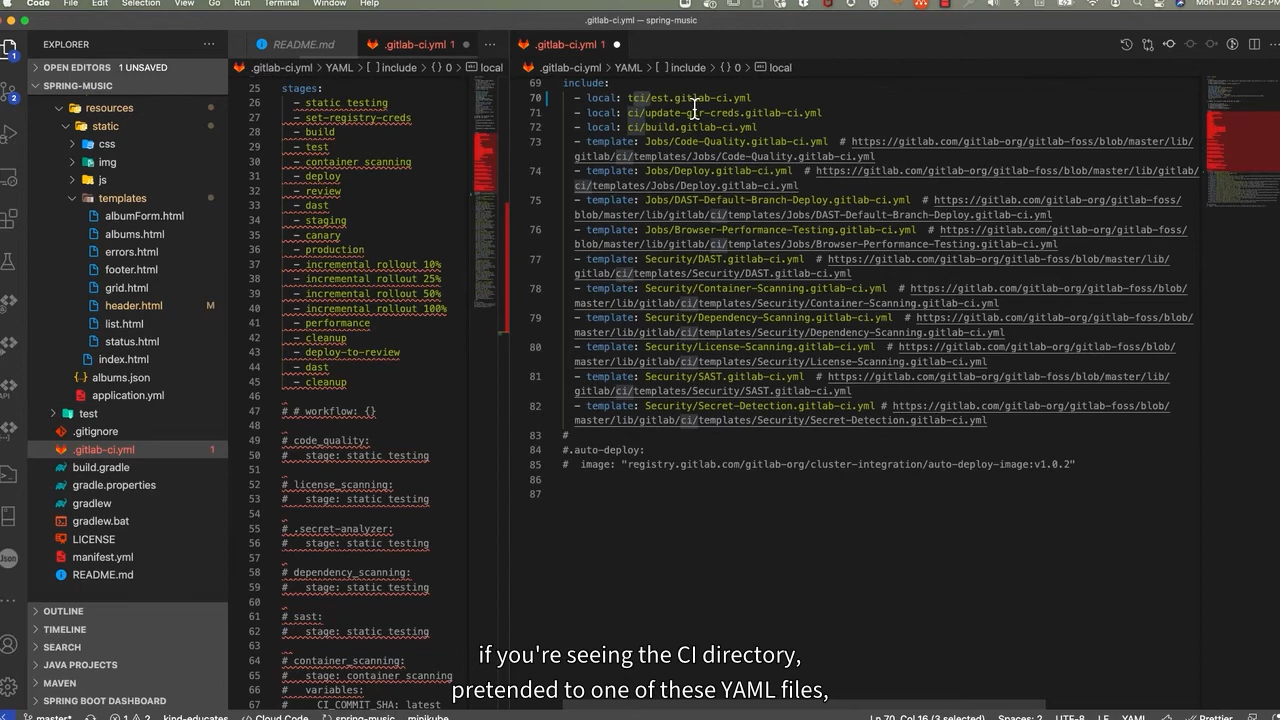 Code File Edit Selection View Go Run Terminal Window Help
Mon Jul 26 9:52 PM
.gitlab-ci.yml — spring-music
EXPLORER
README.md
.gitlab-ci.yml 1
.gitlab-ci.yml 1
OPEN EDITORS 1 UNSAVED
.gitlab-ci.yml > YAML > [ ] include > {} 0 > local
.gitlab-ci.yml > YAML > [ ] include > {} 0 > local
SPRING-MUSIC
resources
static
css
img
js
templates
albumForm.html
albums.html
errors.html
footer.html
grid.html
header.html M
list.html
status.html
index.html
albums.json
application.yml
test
.gitignore
.gitlab-ci.yml 1
build.gradle
gradle.properties
gradlew
gradlew.bat
LICENSE
manifest.yml
README.md
OUTLINE
TIMELINE
SEARCH
JAVA PROJECTS
MAVEN
SPRING BOOT DASHBOARD
25 stages:
26 - static testing
27 - set-registry-creds
28 - build
29 - test
30 - container scanning
31 - deploy
32 - review
33 - dast
34 - staging
35 - canary
36 - production
37 - incremental rollout 10%
38 - incremental rollout 25%
39 - incremental rollout 50%
40 - incremental rollout 100%
41 - performance
42 - cleanup
43 - deploy-to-review
44 - dast
45 - cleanup
46
47 # # workflow: {}
48
49 # code_quality:
50 # stage: static testing
51
52 # license_scanning:
53 # stage: static testing
54
55 # .secret-analyzer:
56 # stage: static testing
57
58 # dependency_scanning:
59 # stage: static testing
60
61 # sast:
62 # stage: static testing
63
64 # container_scanning:
65 # stage: container scanning
66 # variables:
67 # CI_COMMIT_SHA: latest
69 include:
70 - local: tci/est.gitlab-ci.yml
71 - local: ci/update-gcr-creds.gitlab-ci.yml
72 - local: ci/build.gitlab-ci.yml
73 - template: Jobs/Code-Quality.gitlab-ci.yml # https://gitlab.com/gitlab-org/gitlab-foss/blob/master/lib/
gitlab/ci/templates/Jobs/Code-Quality.gitlab-ci.yml
74 - template: Jobs/Deploy.gitlab-ci.yml # https://gitlab.com/gitlab-org/gitlab-foss/blob/master/lib/gitlab/
ci/templates/Jobs/Deploy.gitlab-ci.yml
75 - template: Jobs/DAST-Default-Branch-Deploy.gitlab-ci.yml # https://gitlab.com/gitlab-org/gitlab-foss/
blob/master/lib/gitlab/ci/templates/Jobs/DAST-Default-Branch-Deploy.gitlab-ci.yml
76 - template: Jobs/Browser-Performance-Testing.gitlab-ci.yml # https://gitlab.com/gitlab-org/gitlab-foss/
blob/master/lib/gitlab/ci/templates/Jobs/Browser-Performance-Testing.gitlab-ci.yml
77 - template: Security/DAST.gitlab-ci.yml # https://gitlab.com/gitlab-org/gitlab-foss/blob/master/lib/
gitlab/ci/templates/Security/DAST.gitlab-ci.yml
78 - template: Security/Container-Scanning.gitlab-ci.yml # https://gitlab.com/gitlab-org/gitlab-foss/blob/
master/lib/gitlab/ci/templates/Security/Container-Scanning.gitlab-ci.yml
79 - template: Security/Dependency-Scanning.gitlab-ci.yml # https://gitlab.com/gitlab-org/gitlab-foss/blob/
master/lib/gitlab/ci/templates/Security/Dependency-Scanning.gitlab-ci.yml
80 - template: Security/License-Scanning.gitlab-ci.yml # https://gitlab.com/gitlab-org/gitlab-foss/blob/
master/lib/gitlab/ci/templates/Security/License-Scanning.gitlab-ci.yml
81 - template: Security/SAST.gitlab-ci.yml # https://gitlab.com/gitlab-org/gitlab-foss/blob/master/lib/
gitlab/ci/templates/Security/SAST.gitlab-ci.yml
82 - template: Security/Secret-Detection.gitlab-ci.yml # https://gitlab.com/gitlab-org/gitlab-foss/blob/
master/lib/gitlab/ci/templates/Security/Secret-Detection.gitlab-ci.yml
83 #
84 #.auto-deploy:
85 # image: "registry.gitlab.com/gitlab-org/cluster-integration/auto-deploy-image:v1.0.2"
86
87
if you're seeing the CI directory,
pretended to one of these YAML files,
master* 1 2 kind-educates Cloud Code spring-music minikube Ln 70, Col 16 (3 selected) Spaces: 2 UTF-8 LF YAML Prettier